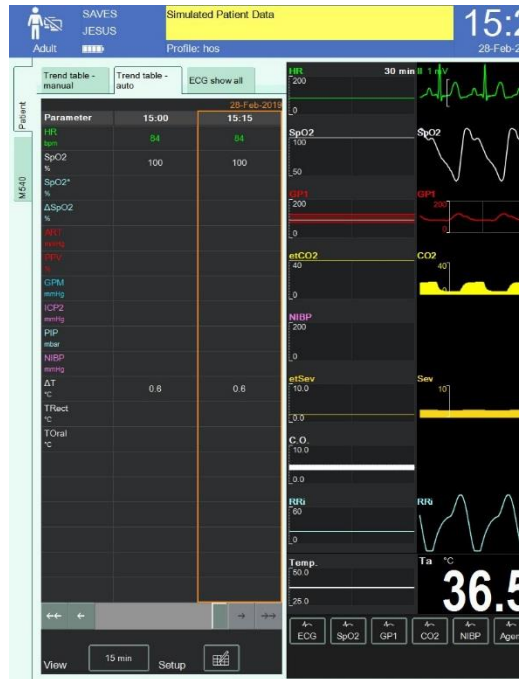 SAVES
JESUS
Simulated Patient Data
15:2
Adult
Profile: hos
28-Feb-2
Patient
M540
Trend table - manual
Trend table - auto
ECG show all
28-Feb-2019
Parameter 15:00 15:15
HR bpm 84 84
SpO2 % 100 100
SpO2* %
ΔSpO2 %
ART mmHg
PPV %
GPM mmHg
ICP2 mmHg
PIP mbar
NIBP mmHg
ΔT °C 0.6 0.6
TRect °C
TOral °C
View
15 min
Setup
HR 30 min
200
0
SpO2
100
50
GP1
200
0
etCO2
40
0
NIBP
200
0
etSev
10.0
0.0
C.O.
10.0
0.0
RRi
60
0
Temp.
50.0
25.0
II 1 mV
SpO2
GP1
200
0
CO2
40
0
Sev
10
RRi
Ta °C
36.5
ECG
SpO2
GP1
CO2
NIBP
Agen